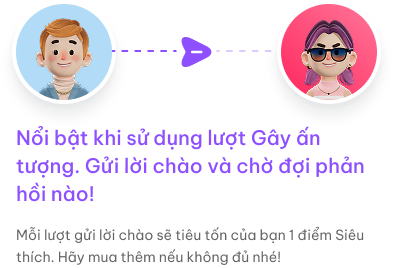 Nổi bật khi sử dụng lượt Gây ấn
tượng. Gửi lời chào và chờ đợi phản
hồi nào!
Mỗi lượt gửi lời chào sẽ tiêu tốn của bạn 1 điểm Siêu
thích. Hãy mua thêm nếu không đủ nhé!